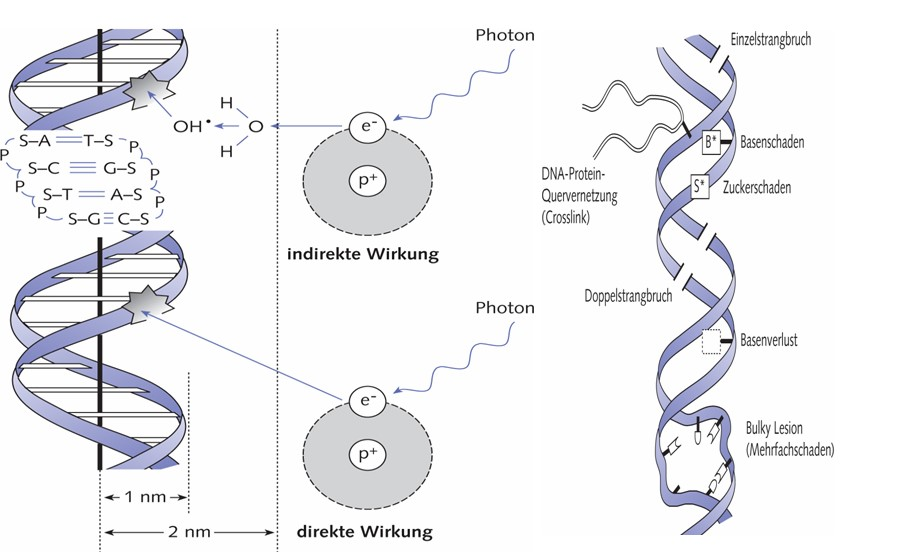 Photon
H
OH• O
H
e-
p+
indirekte Wirkung
S–A T–S
P
P
S–C G–S
P
S–T A–S
P
P
S–G C–S
Photon
e-
p+
direkte Wirkung
1 nm
2 nm
Einzelstrangbruch
B*
Basenschaden
DNA-Protein-
Quervernetzung
(Crosslink)
S*
Zuckerschaden
Doppelstrangbruch
Basenverlust
Bulky Lesion
(Mehrfachschaden)